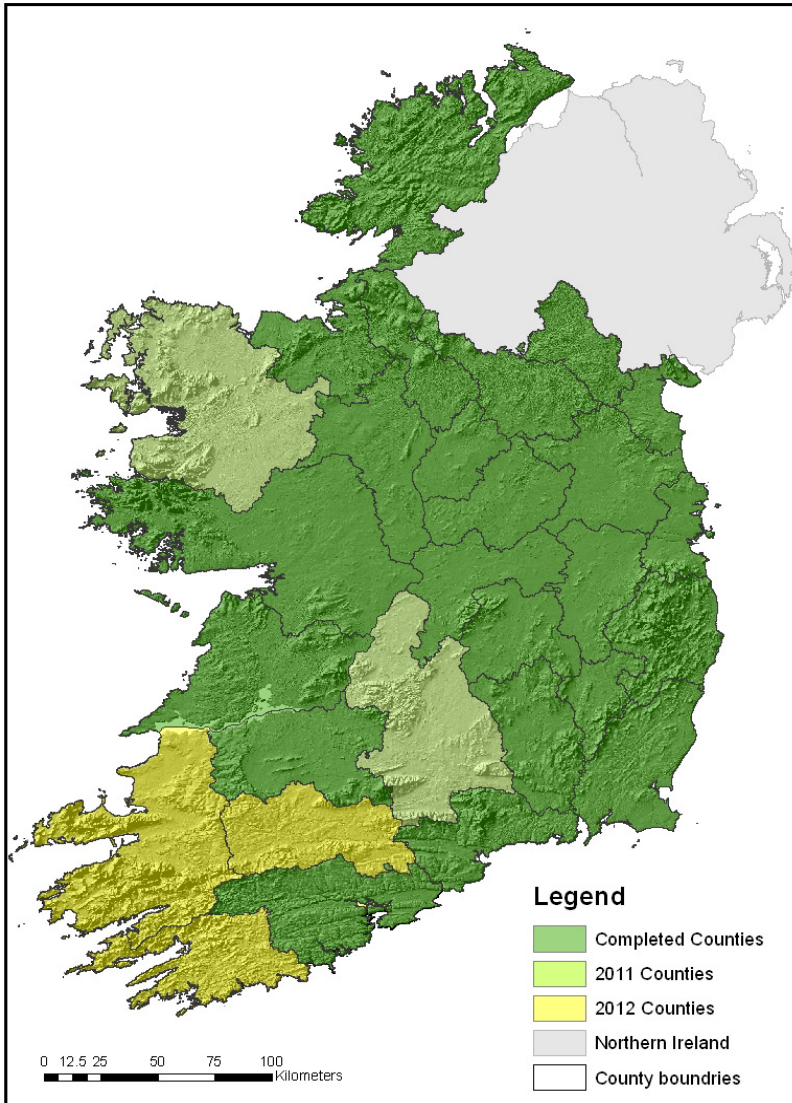 Legend
Completed Counties
2011 Counties
2012 Counties
Northern Ireland
County boundries
0 12.5 25 50 75 100
Kilometers